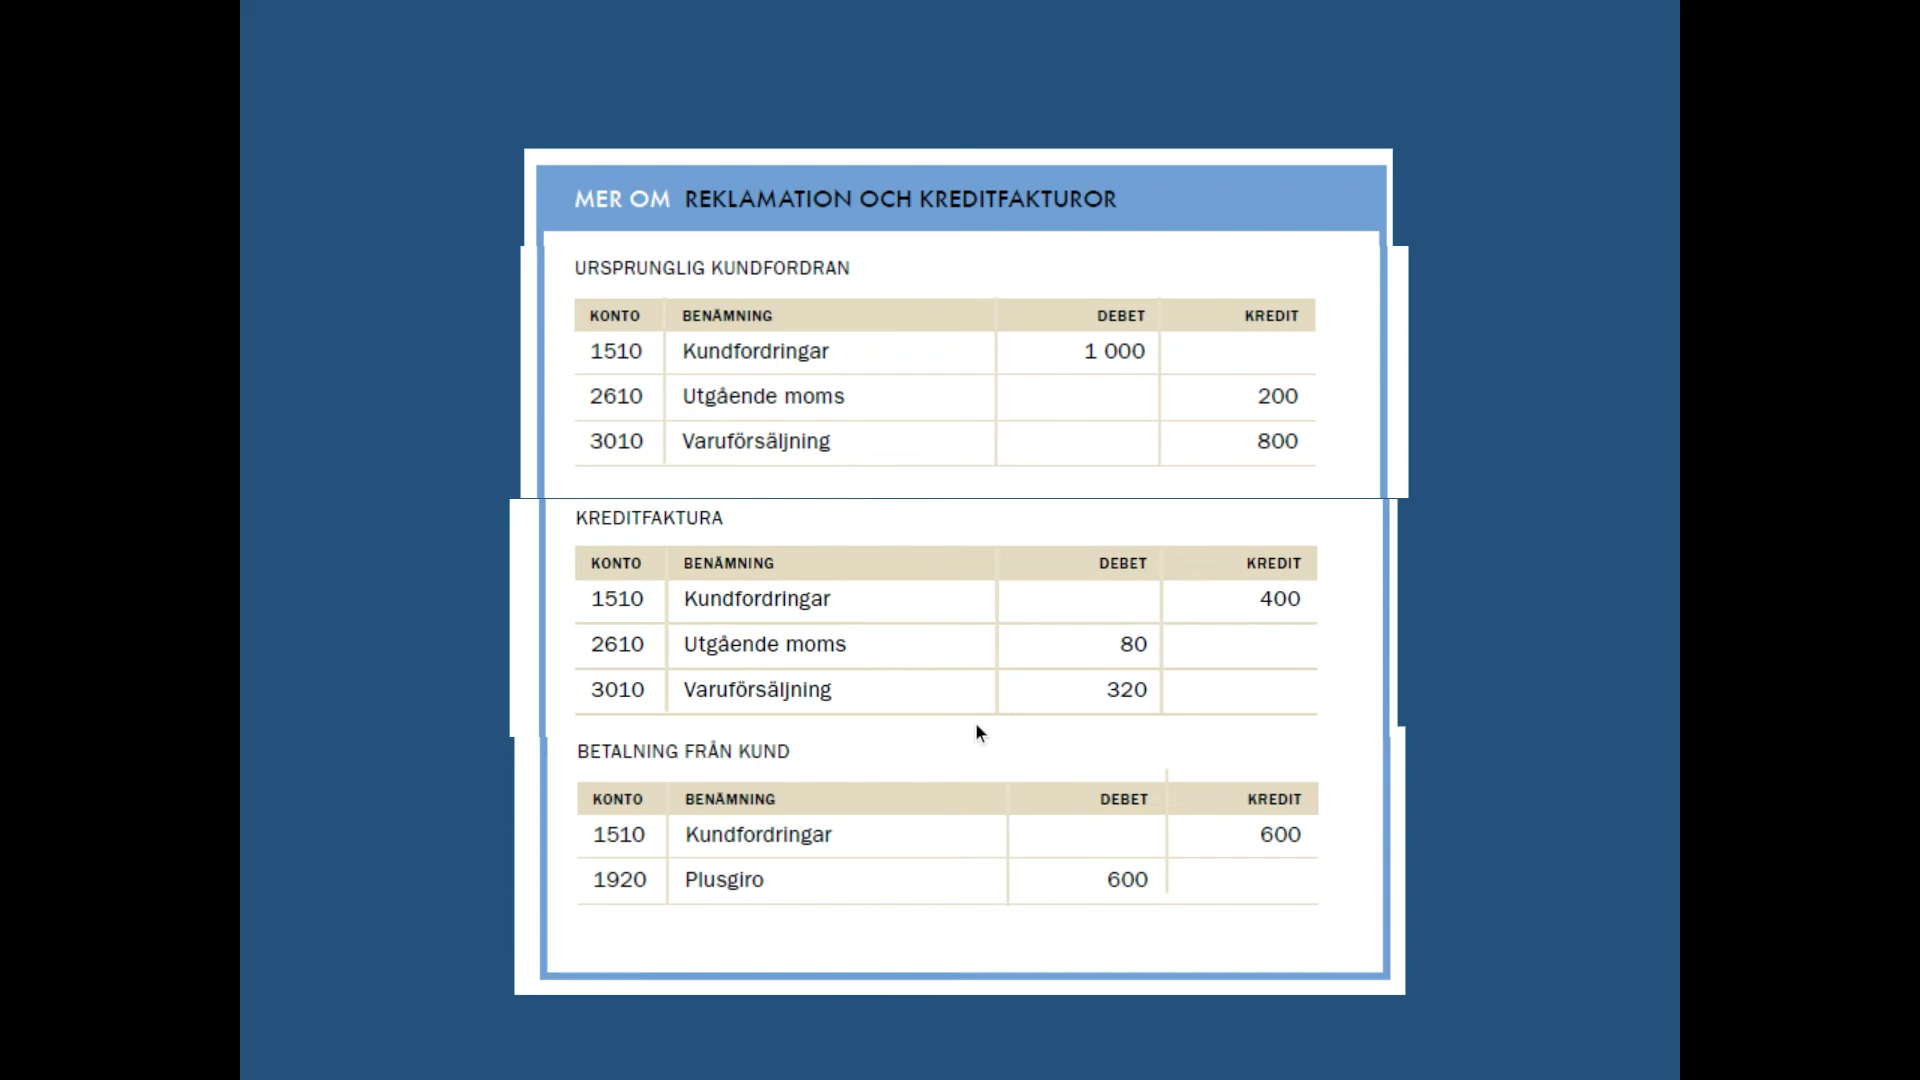 MER OM REKLAMATION OCH KREDITFAKTUROR
URSPRUNGLIG KUNDFORDRAN
KONTO BENÄMNING DEBET KREDIT
1510 Kundfordringar 1 000
2610 Utgående moms 200
3010 Varuförsäljning 800
KREDITFAKTURA
KONTO BENÄMNING DEBET KREDIT
1510 Kundfordringar 400
2610 Utgående moms 80
3010 Varuförsäljning 320
BETALNING FRÅN KUND
KONTO BENÄMNING DEBET KREDIT
1510 Kundfordringar 600
1920 Plusgiro 600